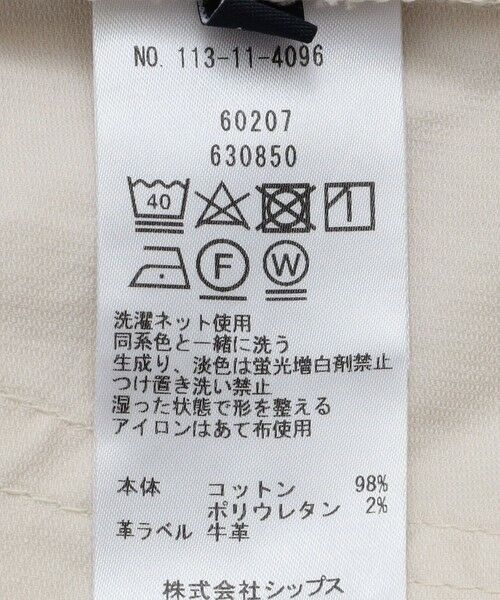 NO. 113-11-4096
60207
630850
40
F W
洗濯ネット使用
同系色と一緒に洗う
生成り、淡色は蛍光増白剤禁止
つけ置き洗い禁止
湿った状態で形を整える
アイロンはあて布使用
本体 コットン 98%
ポリウレタン 2%
革ラベル 牛革
株式会社シップス